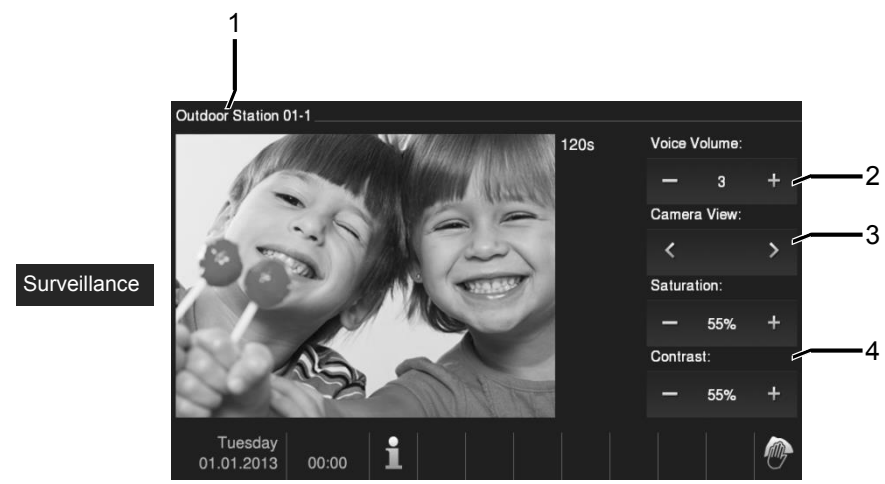 1
Outdoor Station 01-1
120s
Voice Volume:
— 3 +
2
Camera View:
< >
3
Surveillance
Saturation:
— 55% +
Contrast:
4
— 55% +
Tuesday
01.01.2013
00:00
i